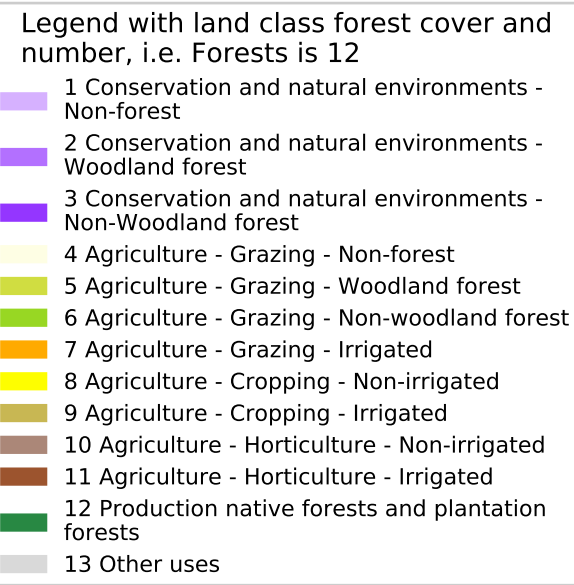 Legend with land class forest cover and
number, i.e. Forests is 12
1 Conservation and natural environments -
Non-forest
2 Conservation and natural environments -
Woodland forest
3 Conservation and natural environments -
Non-Woodland forest
4 Agriculture - Grazing - Non-forest
5 Agriculture - Grazing - Woodland forest
6 Agriculture - Grazing - Non-woodland forest
7 Agriculture - Grazing - Irrigated
8 Agriculture - Cropping - Non-irrigated
9 Agriculture - Cropping - Irrigated
10 Agriculture - Horticulture - Non-irrigated
11 Agriculture - Horticulture - Irrigated
12 Production native forests and plantation
forests
13 Other uses